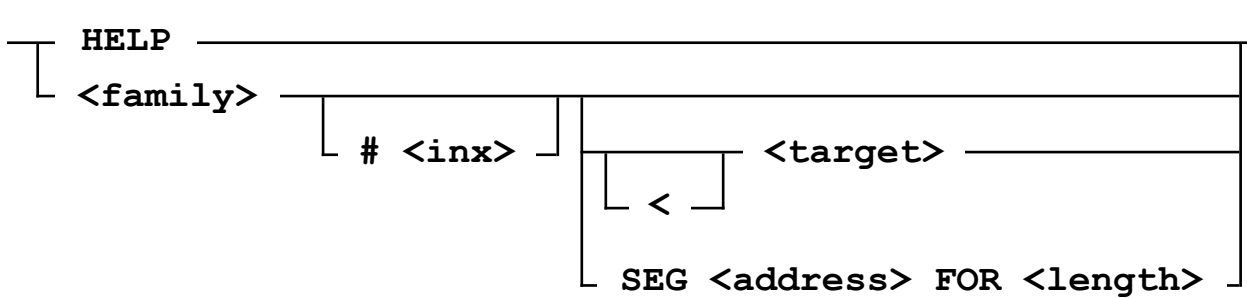 HELP
<family>
# <inx>
<target>
<
SEG <address> FOR <length>